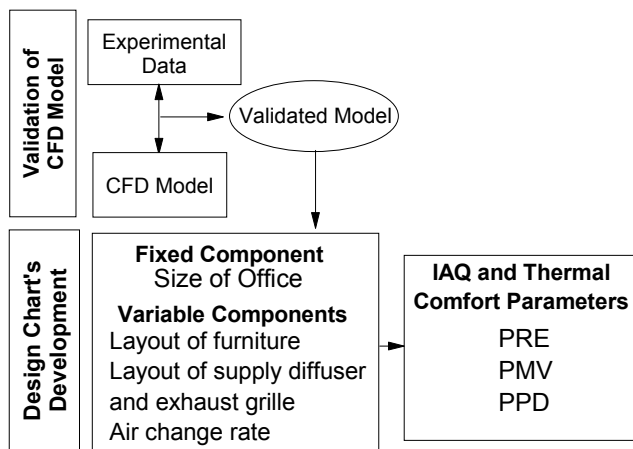 Validation of
CFD Model
Experimental
Data
Validated Model
CFD Model
Design Chart's
Development
Fixed Component
Size of Office
Variable Components
Layout of furniture
Layout of supply diffuser
and exhaust grille
Air change rate
IAQ and Thermal
Comfort Parameters
PRE
PMV
PPD